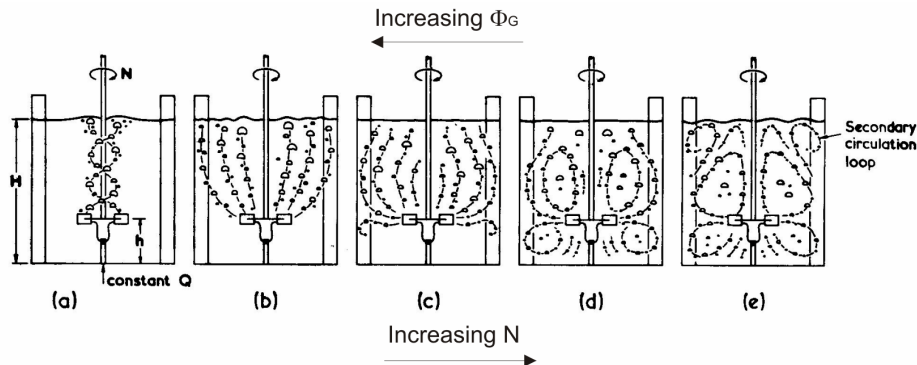 Increasing ΦG
N
H
h
Secondary
circulation
loop
constant Q
(a)
(b)
(c)
(d)
(e)
Increasing N